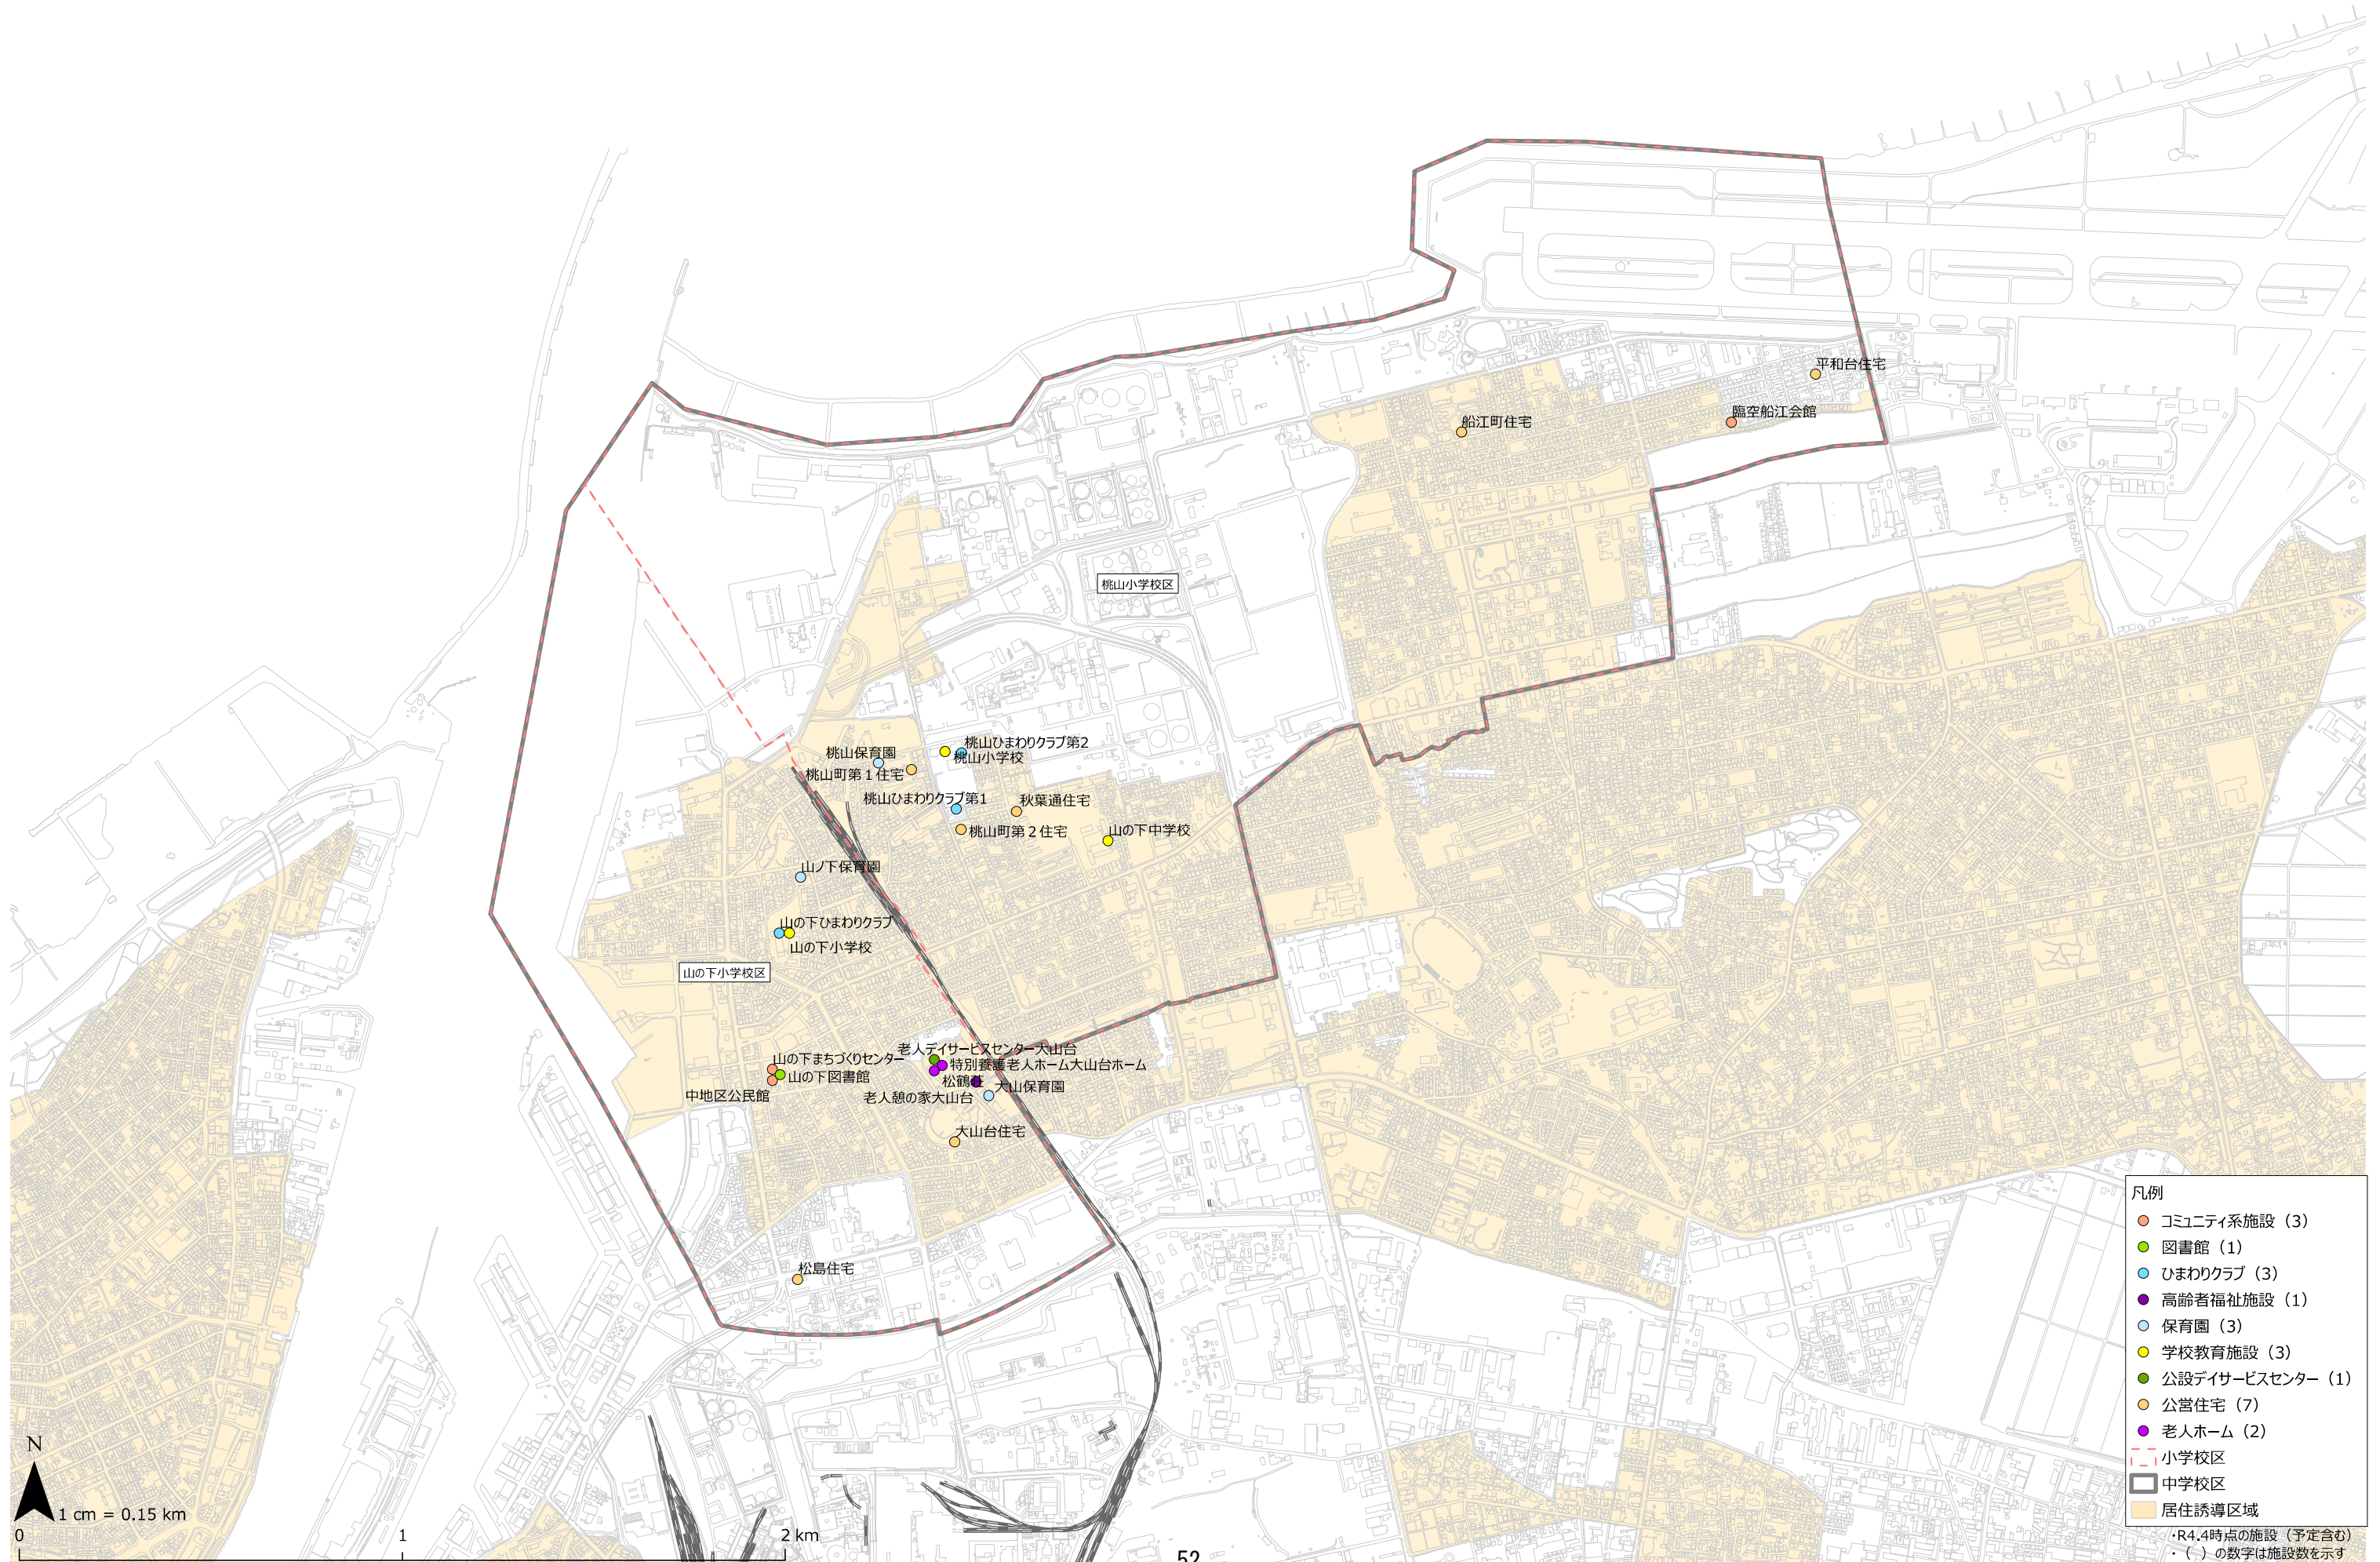 平和台住宅
臨空船江会館
船江町住宅
桃山小学校区
桃山ひまわりクラブ第2
桃山保育園
桃山小学校
桃山町第１住宅
桃山ひまわりクラブ第1
秋葉通住宅
桃山町第２住宅
山の下中学校
山ノ下保育園
山の下ひまわりクラブ
山の下小学校
山の下小学校区
老人デイサービスセンター大山台
山の下まちづくりセンター
特別養護老人ホーム大山台ホーム
山の下図書館
松鶴荘
大山保育園
中地区公民館
老人憩の家大山台
大山台住宅
松島住宅
凡例
コミュニティ系施設（3）
図書館（1）
ひまわりクラブ（3）
高齢者福祉施設（1）
保育園（3）
学校教育施設（3）
公設デイサービスセンター（1）
公営住宅（7）
老人ホーム（2）
小学校区
中学校区
居住誘導区域
・R4.4時点の施設（予定含む）
・（　）の数字は施設数を示す
N
1 cm = 0.15 km
0
1
2 km
52